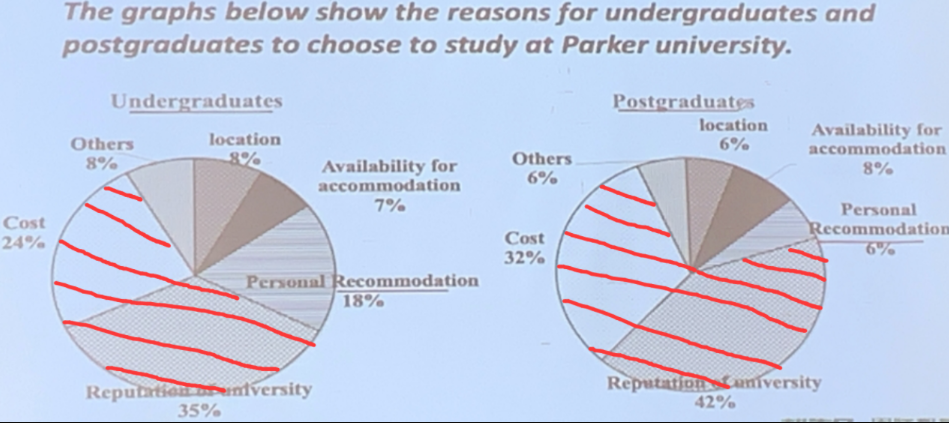 The graphs below show the reasons for undergraduates and
postgraduates to choose to study at Parker university.
Undergraduates
Others
8%
location
8%
Availability for
accommodation
7%
Cost
24%
Personal Recommodation
18%
Reputation of university
35%
Postgraduates
location
6%
Others
6%
Availability for
accommodation
8%
Cost
32%
Personal
Recommodation
6%
Reputation of university
42%